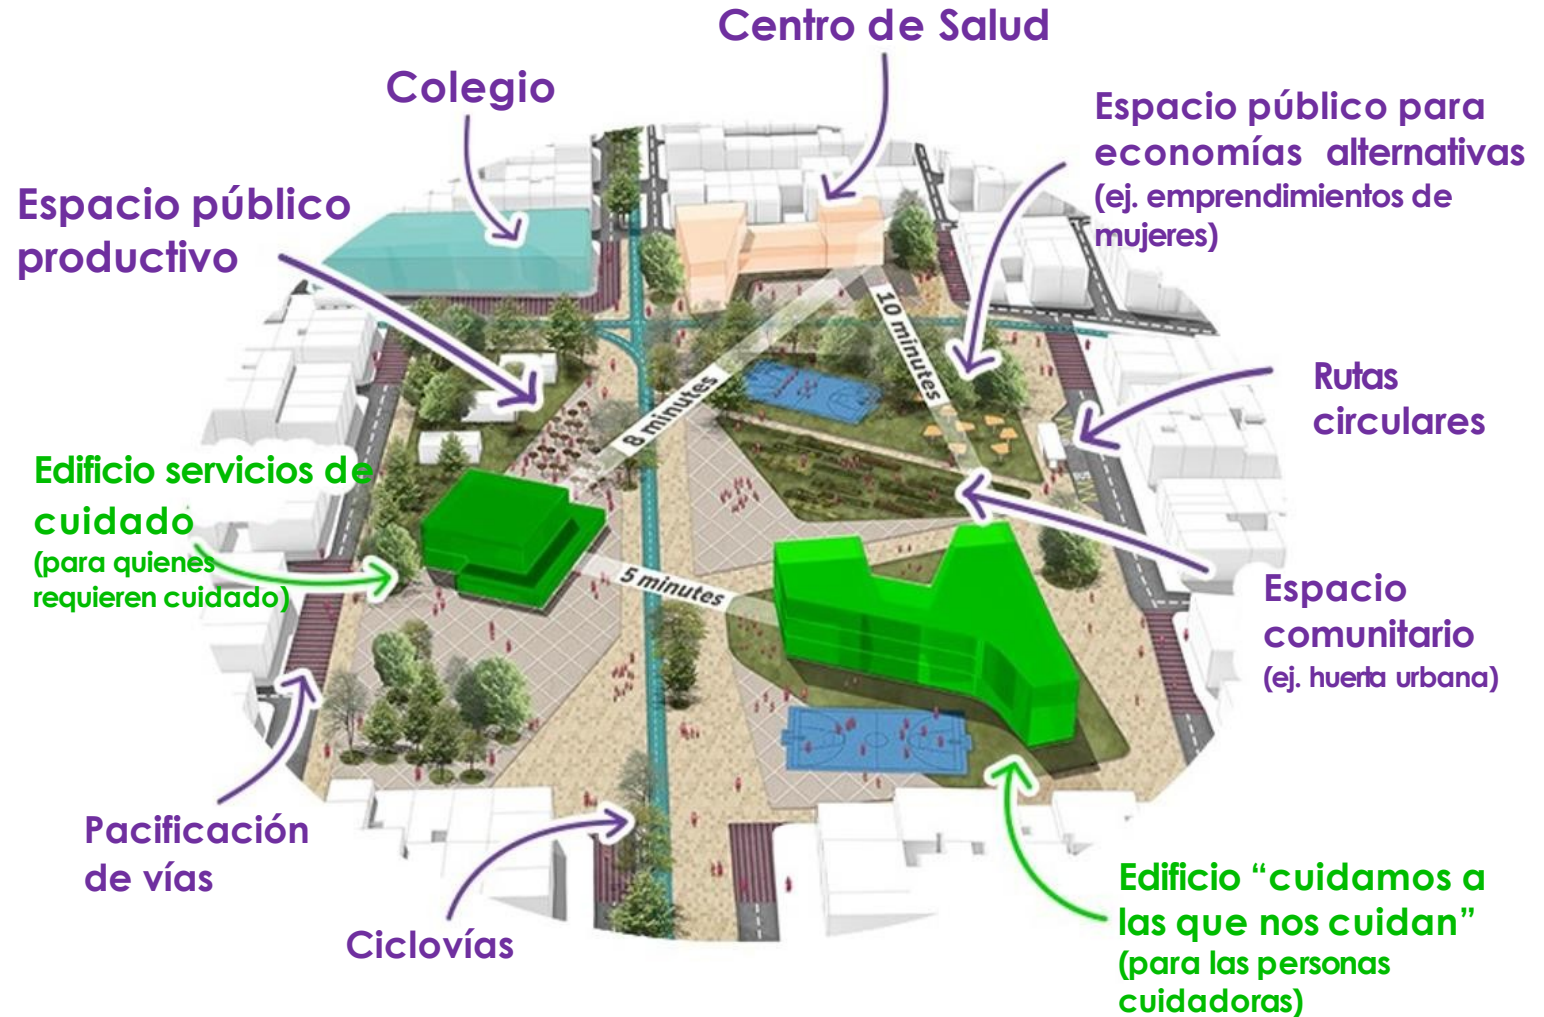 Centro de Salud
Colegio
Espacio público para
economías alternativas
(ej. emprendimientos de
mujeres)
Espacio público
productivo
10 minutes
8 minutes
Rutas
circulares
Edificio servicios de
cuidado
(para quienes
requieren cuidado)
5 minutes
Espacio
comunitario
(ej. huerta urbana)
Pacificación
de vías
Ciclovías
Edificio “cuidamos a
las que nos cuidan”
(para las personas
cuidadoras)